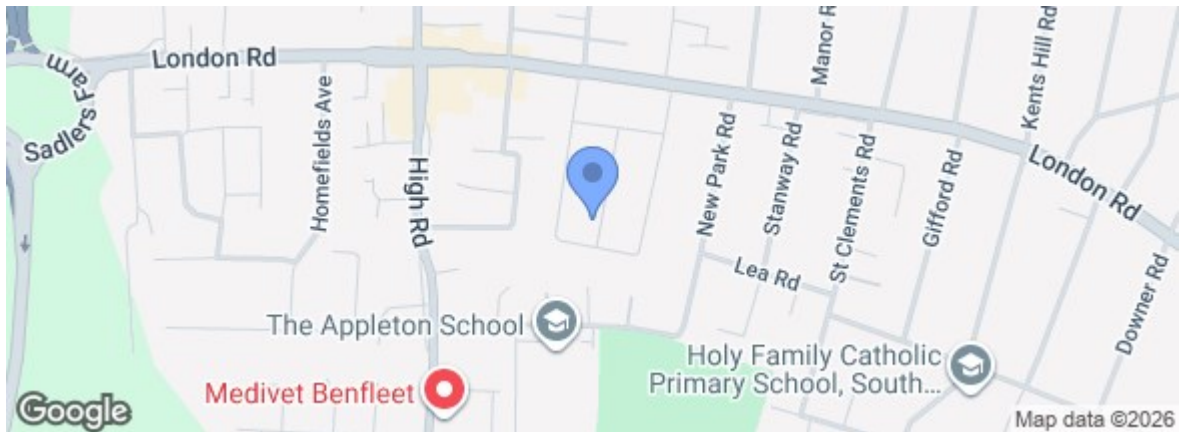 London Rd
Sadlers Farm
Homefields Ave
High Rd
Manor Rd
Kents Hill Rd
New Park Rd
Stanway Rd
St Clements Rd
Gifford Rd
London Rd
Downer Rd
Lea Rd
The Appleton School
Holy Family Catholic
Primary School, South...
Medivet Benfleet
Google
Map data ©2026